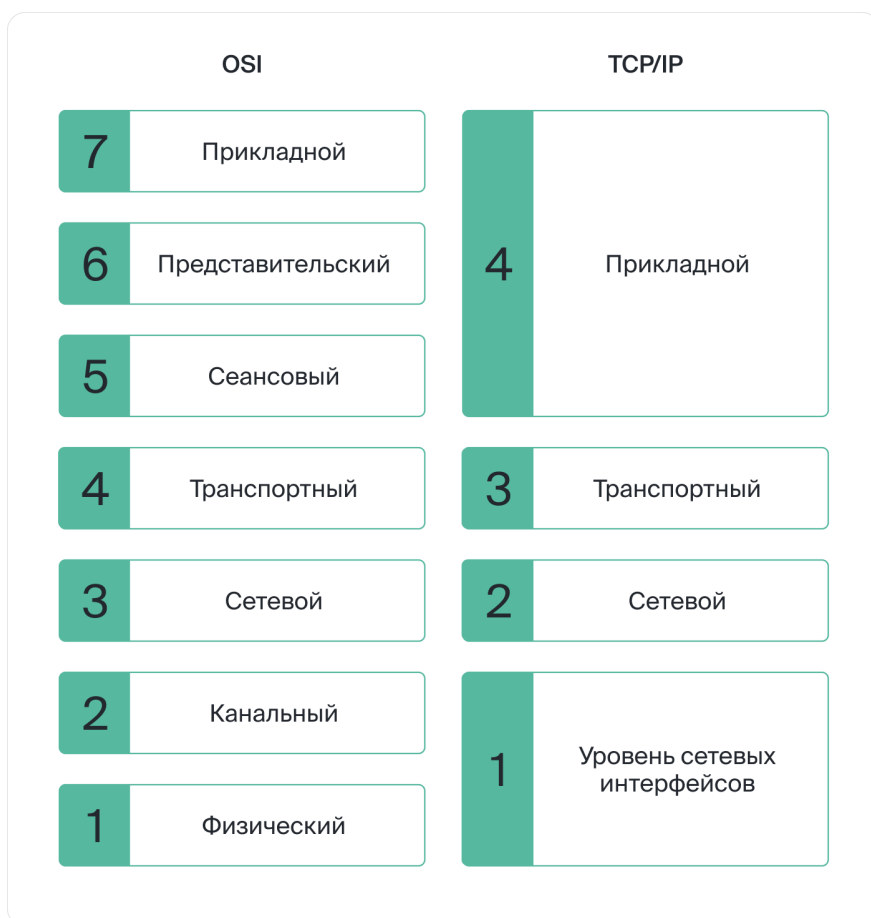 OSI
TCP/IP
7
Прикладной
6
Представительский
5
Сеансовый
4
Транспортный
3
Сетевой
2
Канальный
1
Физический
4
Прикладной
3
Транспортный
2
Сетевой
1
Уровень сетевых
интерфейсов